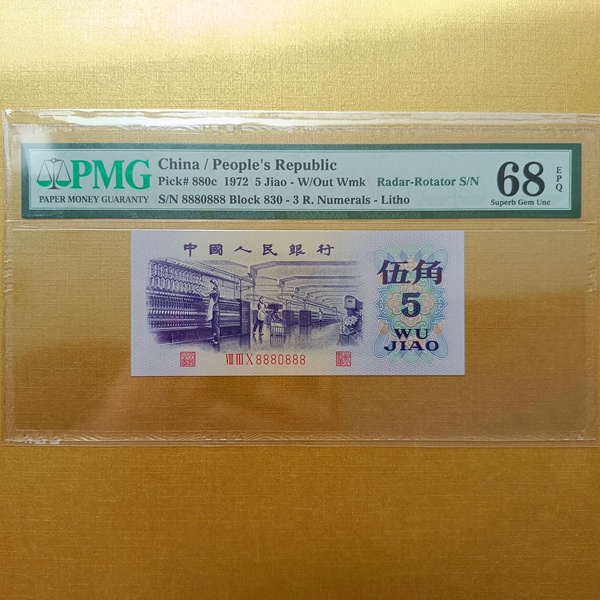 PMG
PAPER MONEY GUARANTY
China / People's Republic
Pick# 880c 1972 5 Jiao - W/Out Wmk Radar-Rotator S/N
S/N 8880888 Block 830 - 3 R. Numerals - Litho
68 EPQ
Superb Gem Unc
中國人民銀行
伍角
5
WU
JIAO
VIII III X 8880888